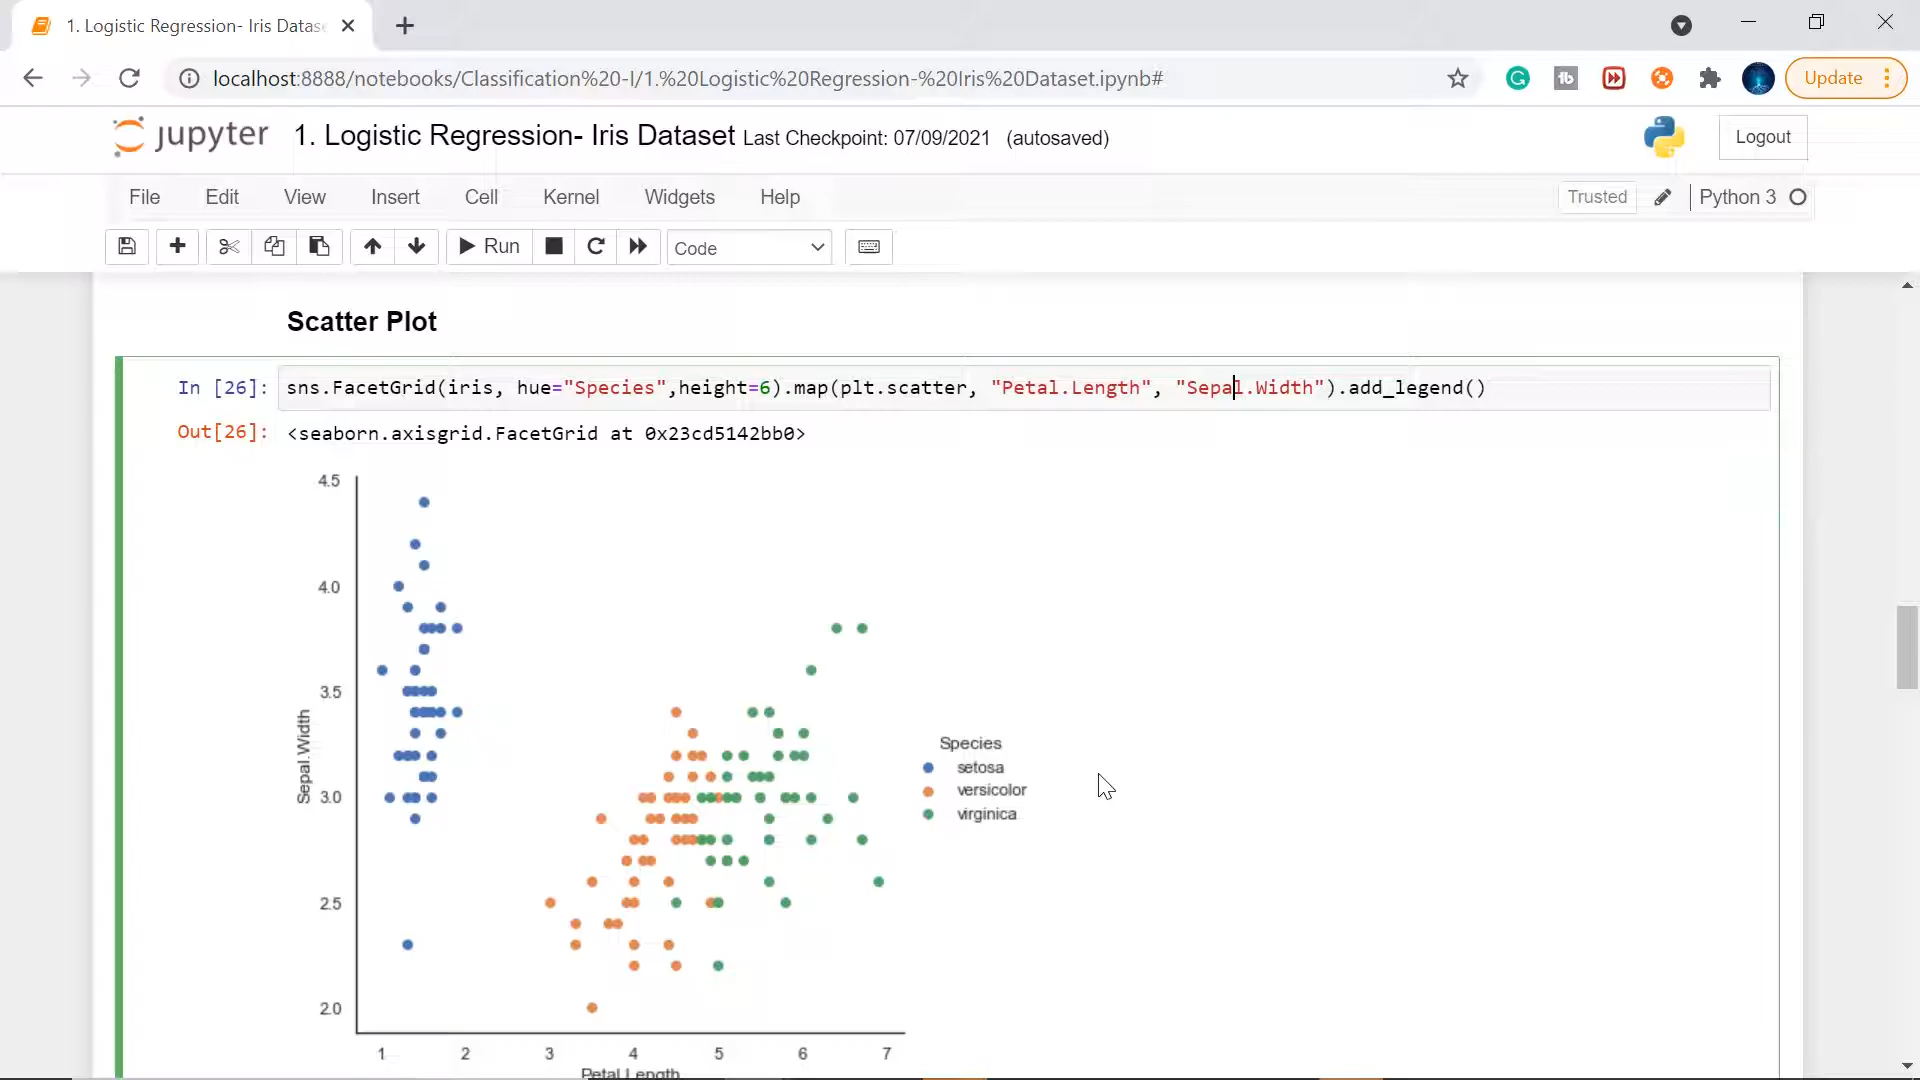 1. Logistic Regression- Iris Datas
localhost:8888/notebooks/Classification%20-I/1.%20Logistic%20Regression-%20Iris%20Dataset.ipynb#
Update
jupyter 1. Logistic Regression- Iris Dataset Last Checkpoint: 07/09/2021 (autosaved)
Logout
File Edit View Insert Cell Kernel Widgets Help
Trusted Python 3
Run
Code
Scatter Plot
In [26]: sns.FacetGrid(iris, hue="Species",height=6).map(plt.scatter, "Petal.Length", "Sepal.Width").add_legend()
Out[26]: <seaborn.axisgrid.FacetGrid at 0x23cd5142bb0>
4.5
4.0
3.5
3.0
2.5
2.0
Sepal.Width
Species
setosa
versicolor
virginica
1 2 3 4 5 6 7
Petal.Length